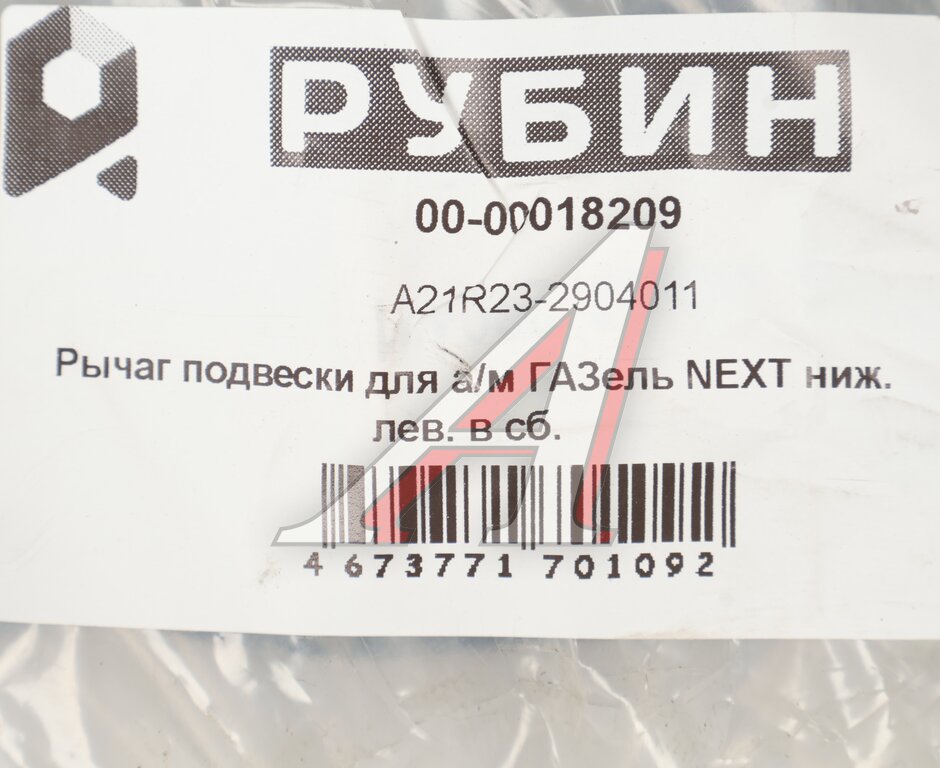 РУБИН
00-00018209
A21R23-2904011
Рычаг подвески для а/м ГАЗель NEXT ниж.
лев. в сб.
4 673771 701092